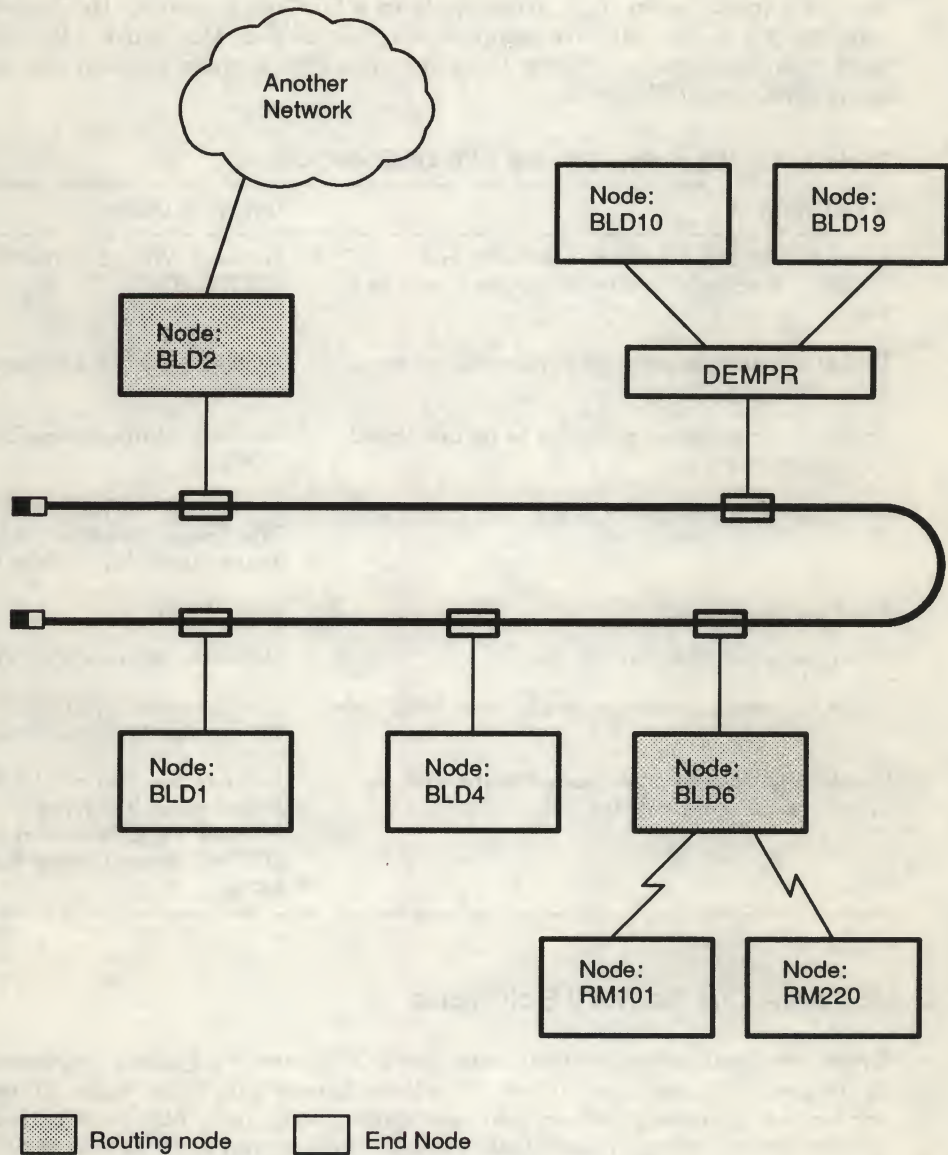 Another
Network
Node:
BLD10
Node:
BLD19
Node:
BLD2
DEMPR
Node:
BLD1
Node:
BLD4
Node:
BLD6
Node:
RM101
Node:
RM220
Routing node
End Node